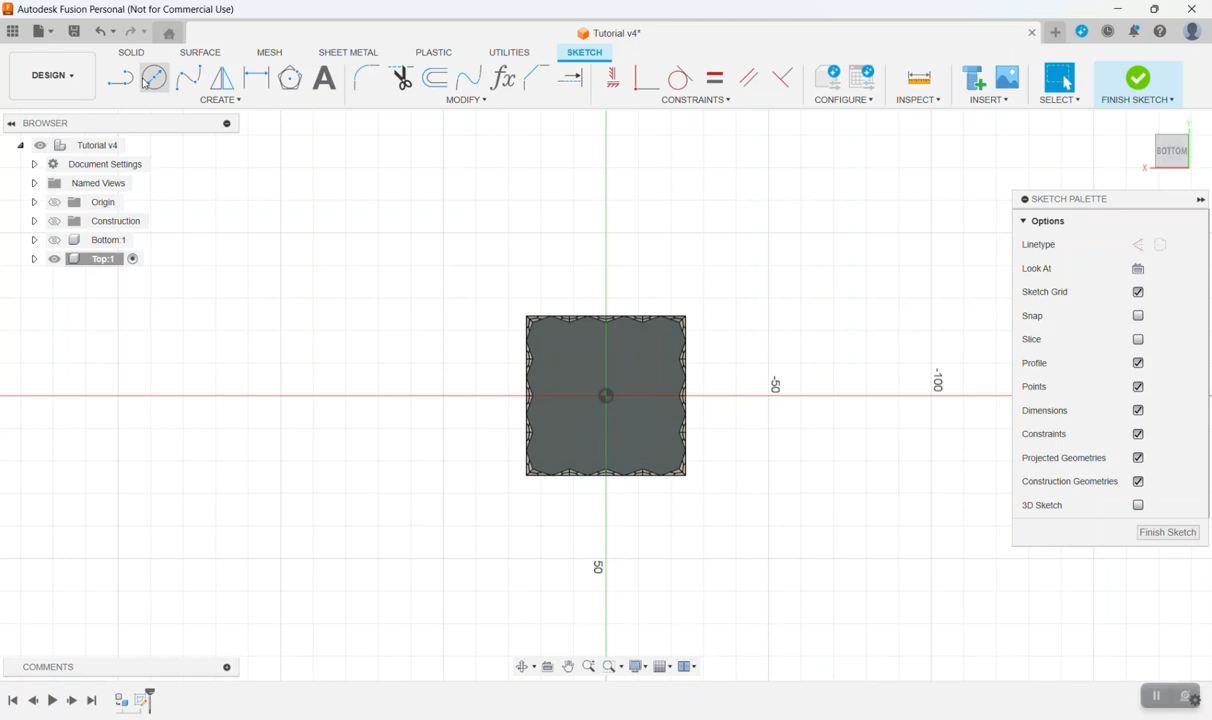 Autodesk Fusion Personal (Not for Commercial Use)
Tutorial v4*
SOLID SURFACE MESH SHEET METAL PLASTIC UTILITIES SKETCH
DESIGN
CREATE MODIFY CONSTRAINTS CONFIGURE INSPECT INSERT SELECT FINISH SKETCH
BROWSER
Tutorial v4
Document Settings
Named Views
Origin
Construction
Bottom:1
Top:1
Y
BOTTOM
X
SKETCH PALETTE
Options
Linetype
Look At
Sketch Grid
Snap
Slice
Profile
Points
Dimensions
Constraints
Projected Geometries
Construction Geometries
3D Sketch
Finish Sketch
-50
-100
50
COMMENTS